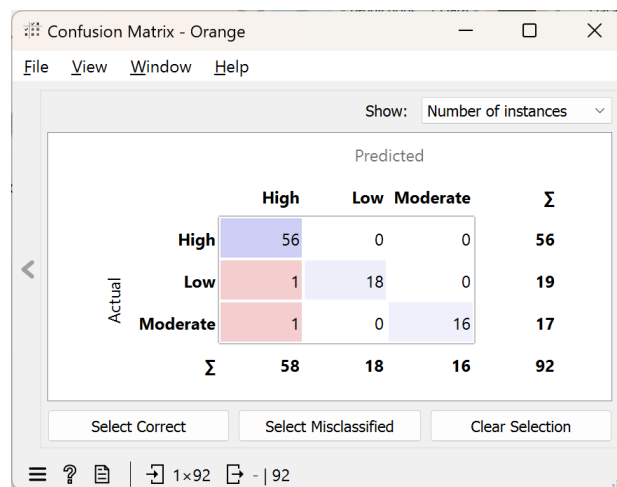 Confusion Matrix - Orange
File View Window Help
Show: Number of instances
Predicted
High Low Moderate Σ
High 56 0 0 56
Actual
Low 1 18 0 19
Moderate 1 0 16 17
Σ 58 18 16 92
Select Correct Select Misclassified Clear Selection
1×92 - | 92